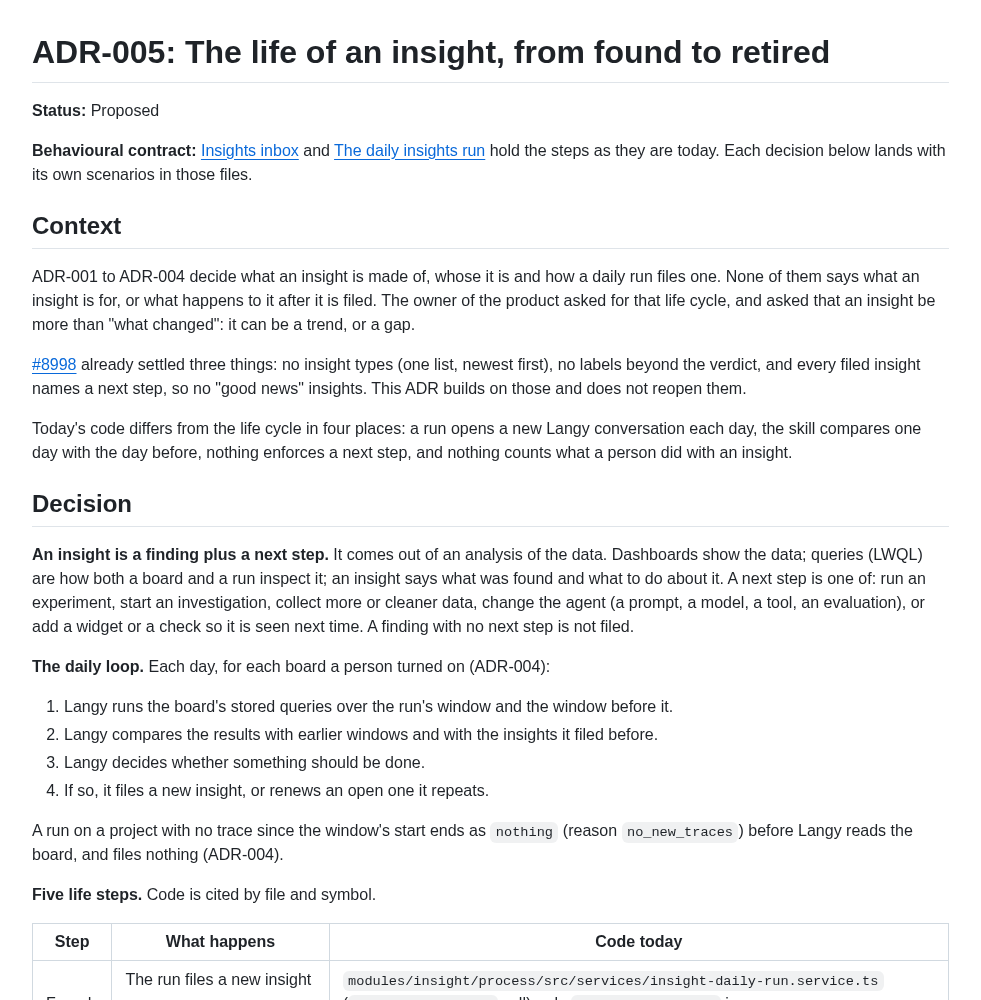 ADR-005: The life of an insight, from found to retired
Status: Proposed
Behavioural contract: Insights inbox and The daily insights run hold the steps as they are today. Each decision below lands with
its own scenarios in those files.
Context
ADR-001 to ADR-004 decide what an insight is made of, whose it is and how a daily run files one. None of them says what an
insight is for, or what happens to it after it is filed. The owner of the product asked for that life cycle, and asked that an insight be
more than "what changed": it can be a trend, or a gap.
#8998 already settled three things: no insight types (one list, newest first), no labels beyond the verdict, and every filed insight
names a next step, so no "good news" insights. This ADR builds on those and does not reopen them.
Today's code differs from the life cycle in four places: a run opens a new Langy conversation each day, the skill compares one
day with the day before, nothing enforces a next step, and nothing counts what a person did with an insight.
Decision
An insight is a finding plus a next step. It comes out of an analysis of the data. Dashboards show the data; queries (LWQL)
are how both a board and a run inspect it; an insight says what was found and what to do about it. A next step is one of: run an
experiment, start an investigation, collect more or cleaner data, change the agent (a prompt, a model, a tool, an evaluation), or
add a widget or a check so it is seen next time. A finding with no next step is not filed.
The daily loop. Each day, for each board a person turned on (ADR-004):
1. Langy runs the board's stored queries over the run's window and the window before it.
2. Langy compares the results with earlier windows and with the insights it filed before.
3. Langy decides whether something should be done.
4. If so, it files a new insight, or renews an open one it repeats.
A run on a project with no trace since the window's start ends as nothing (reason no_new_traces) before Langy reads the
board, and files nothing (ADR-004).
Five life steps. Code is cited by file and symbol.
Step What happens Code today
The run files a new insight modules/insight/process/src/services/insight-daily-run.service.ts